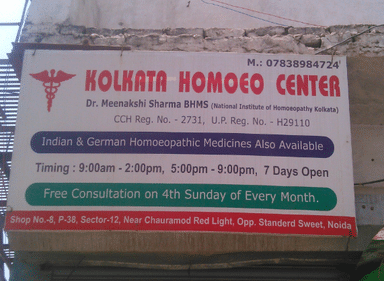 M.: 07838984724
KOLKATA HOMOEO CENTER
Dr. Meenakshi Sharma BHMS (National Institute of Homoeopathy Kolkata)
CCH Reg. No. - 2731, U.P. Reg. No. - H29110
Indian & German Homoeopathic Medicines Also Available
Timing : 9:00am - 2:00pm, 5:00pm - 9:00pm, 7 Days Open
Free Consultation on 4th Sunday of Every Month.
Shop No.-8, P-38, Sector-12, Near Chauramod Red Light, Opp. Standerd Sweet, Noida